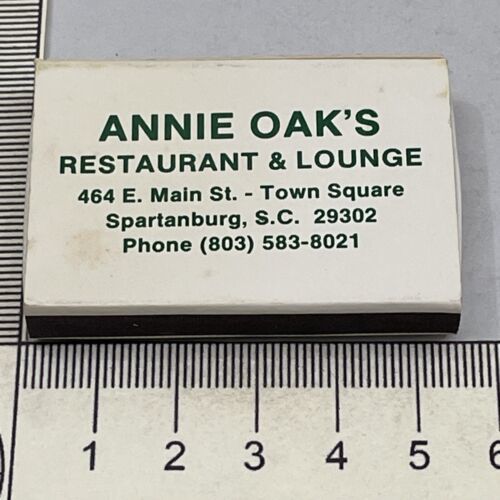 ANNIE OAK'S
RESTAURANT & LOUNGE
464 E. Main St. - Town Square
Spartanburg, S.C. 29302
Phone (803) 583-8021
1 2 3 4 5 6